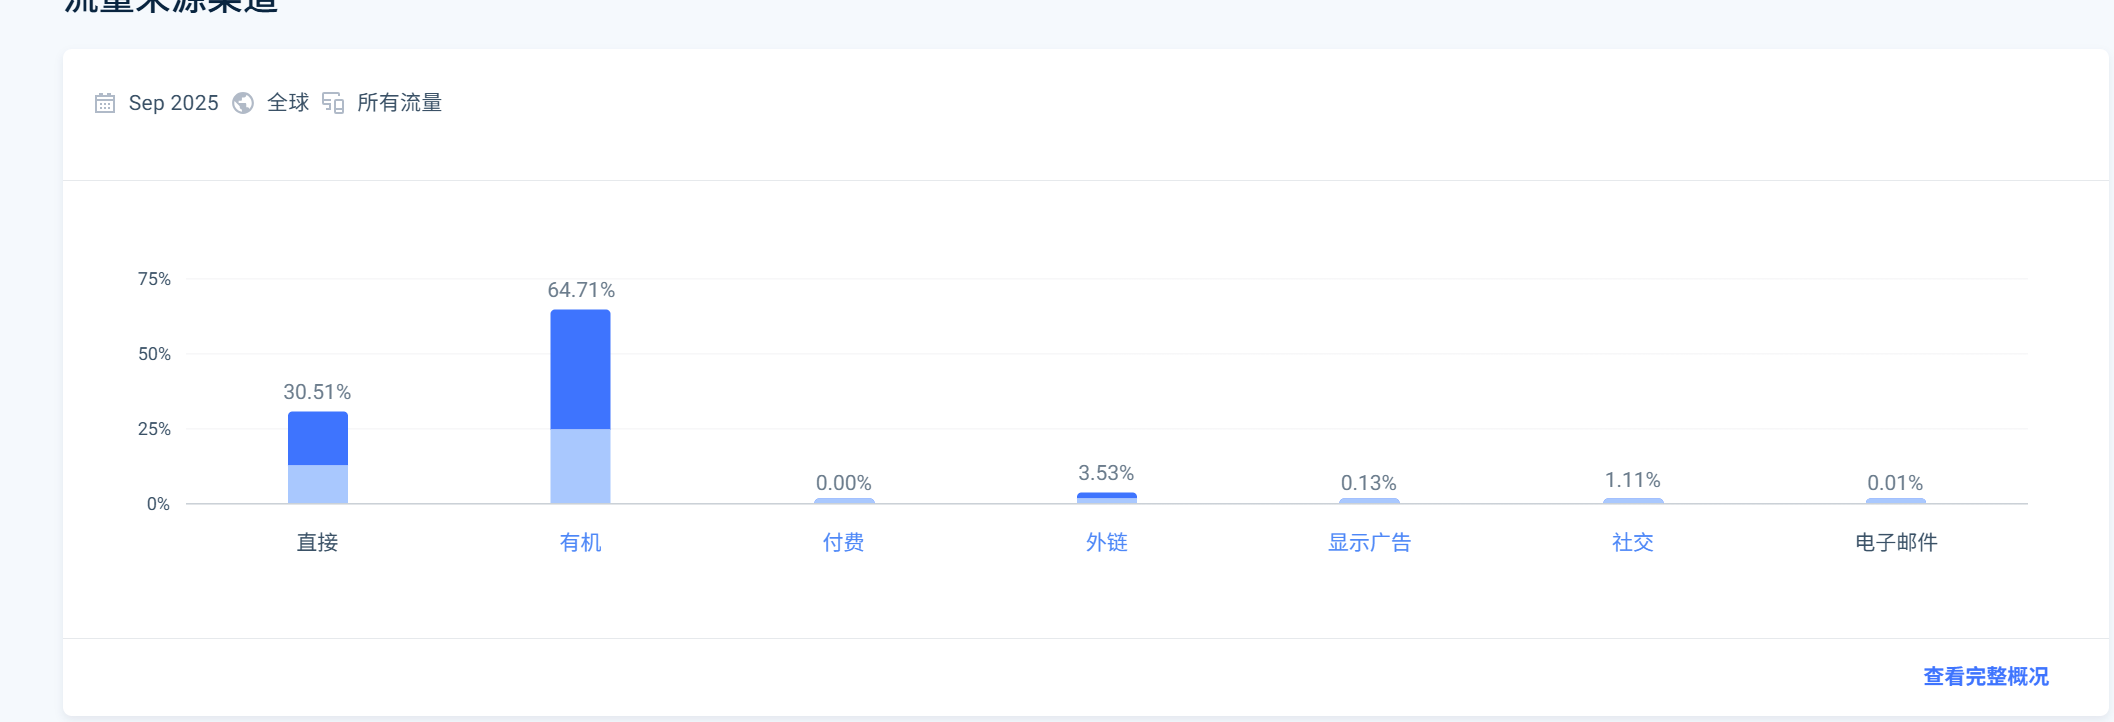 流量来源渠道
Sep 2025 全球 所有流量
75%
50%
25%
0%
30.51%
64.71%
0.00%
3.53%
0.13%
1.11%
0.01%
直接
有机
付费
外链
显示广告
社交
电子邮件
查看完整概况